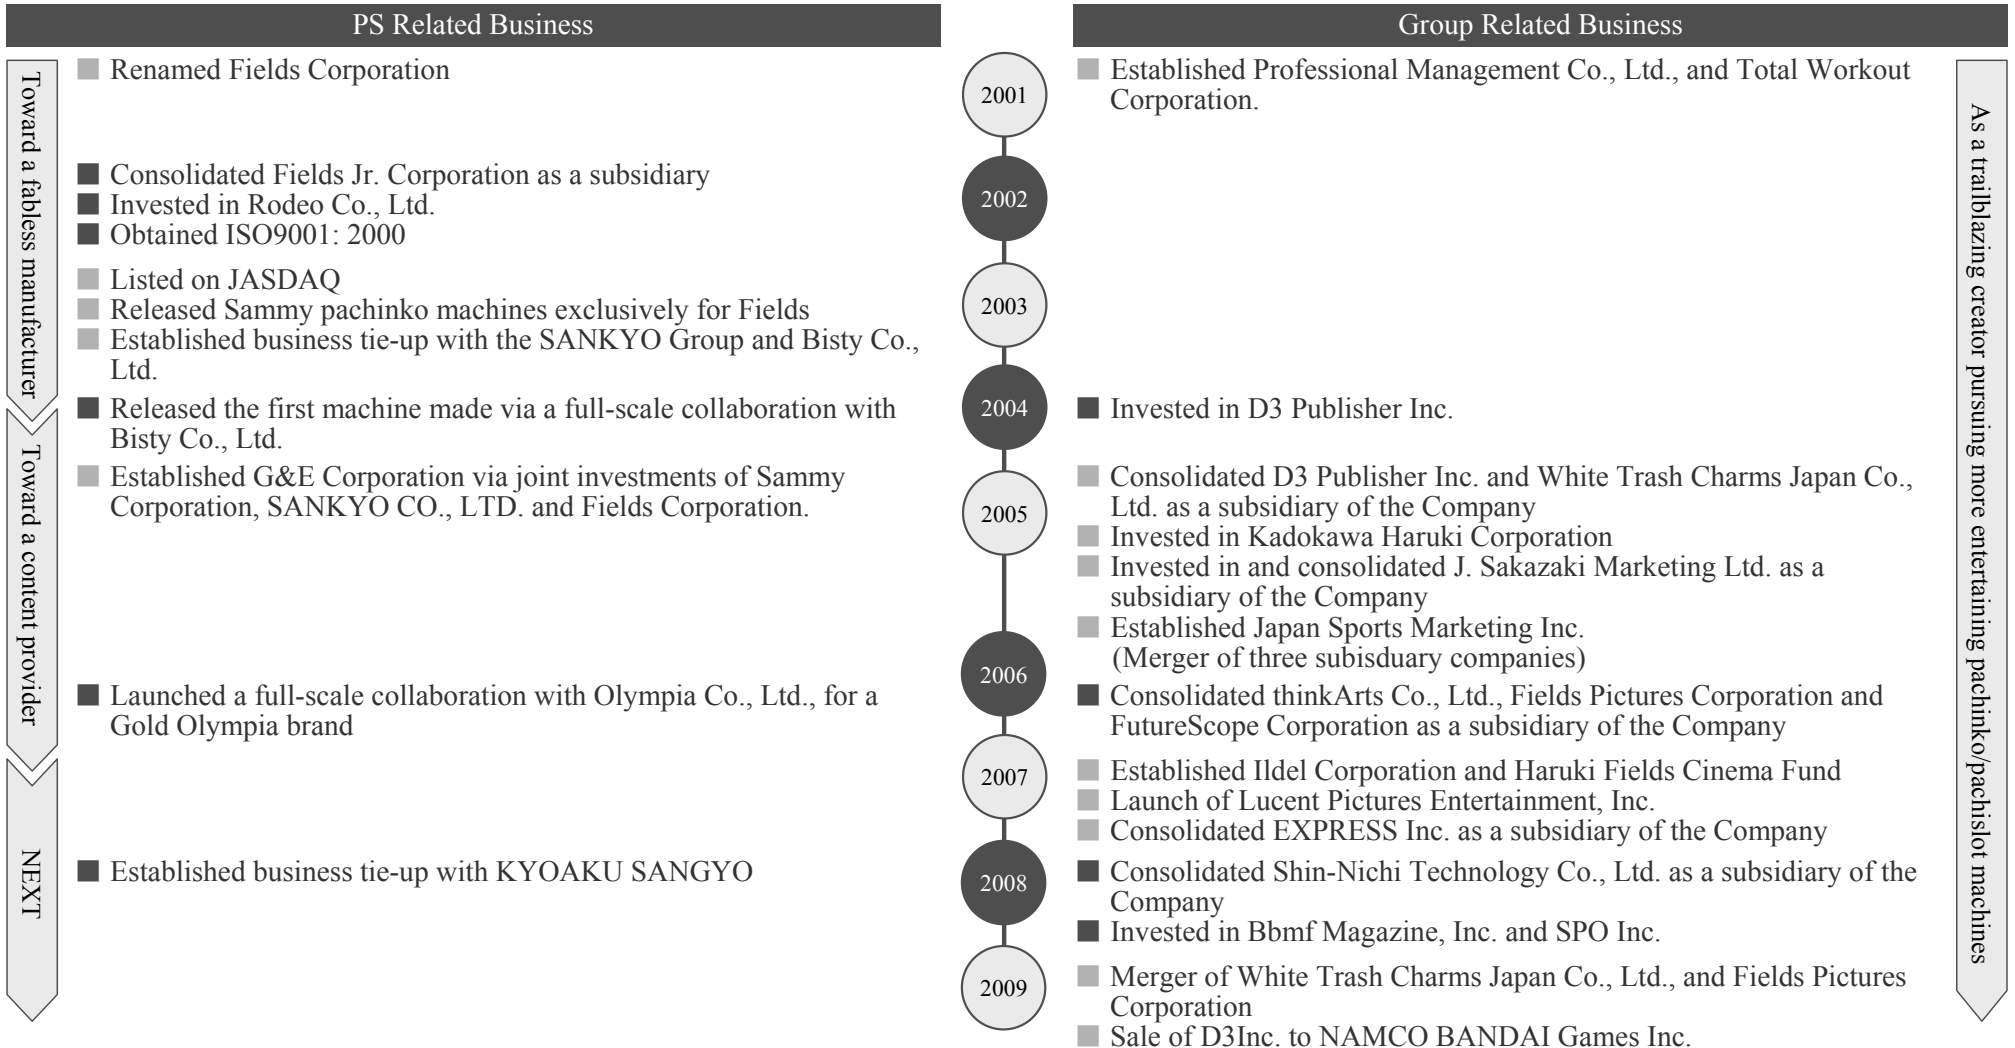 PS Related Business
Toward a fabless manufacturer
Toward a content provider
NEXT
Renamed Fields Corporation
Consolidated Fields Jr. Corporation as a subsidiary
Invested in Rodeo Co., Ltd.
Obtained ISO9001: 2000
Listed on JASDAQ
Released Sammy pachinko machines exclusively for Fields
Established business tie-up with the SANKYO Group and Bisty Co.,
Ltd.
Released the first machine made via a full-scale collaboration with
Bisty Co., Ltd.
Established G&E Corporation via joint investments of Sammy
Corporation, SANKYO CO., LTD. and Fields Corporation.
Launched a full-scale collaboration with Olympia Co., Ltd., for a
Gold Olympia brand
Established business tie-up with KYOAKU SANGYO
2001
2002
2003
2004
2005
2006
2007
2008
2009
Group Related Business
Established Professional Management Co., Ltd., and Total Workout
Corporation.
Invested in D3 Publisher Inc.
Consolidated D3 Publisher Inc. and White Trash Charms Japan Co.,
Ltd. as a subsidiary of the Company
Invested in Kadokawa Haruki Corporation
Invested in and consolidated J. Sakazaki Marketing Ltd. as a
subsidiary of the Company
Established Japan Sports Marketing Inc.
(Merger of three subisduary companies)
Consolidated thinkArts Co., Ltd., Fields Pictures Corporation and
FutureScope Corporation as a subsidiary of the Company
Established Ildel Corporation and Haruki Fields Cinema Fund
Launch of Lucent Pictures Entertainment, Inc.
Consolidated EXPRESS Inc. as a subsidiary of the Company
Consolidated Shin-Nichi Technology Co., Ltd. as a subsidiary of the
Company
Invested in Bbmf Magazine, Inc. and SPO Inc.
Merger of White Trash Charms Japan Co., Ltd., and Fields Pictures
Corporation
Sale of D3Inc. to NAMCO BANDAI Games Inc.
As a trailblazing creator pursuing more entertaining pachinko/pachislot machines